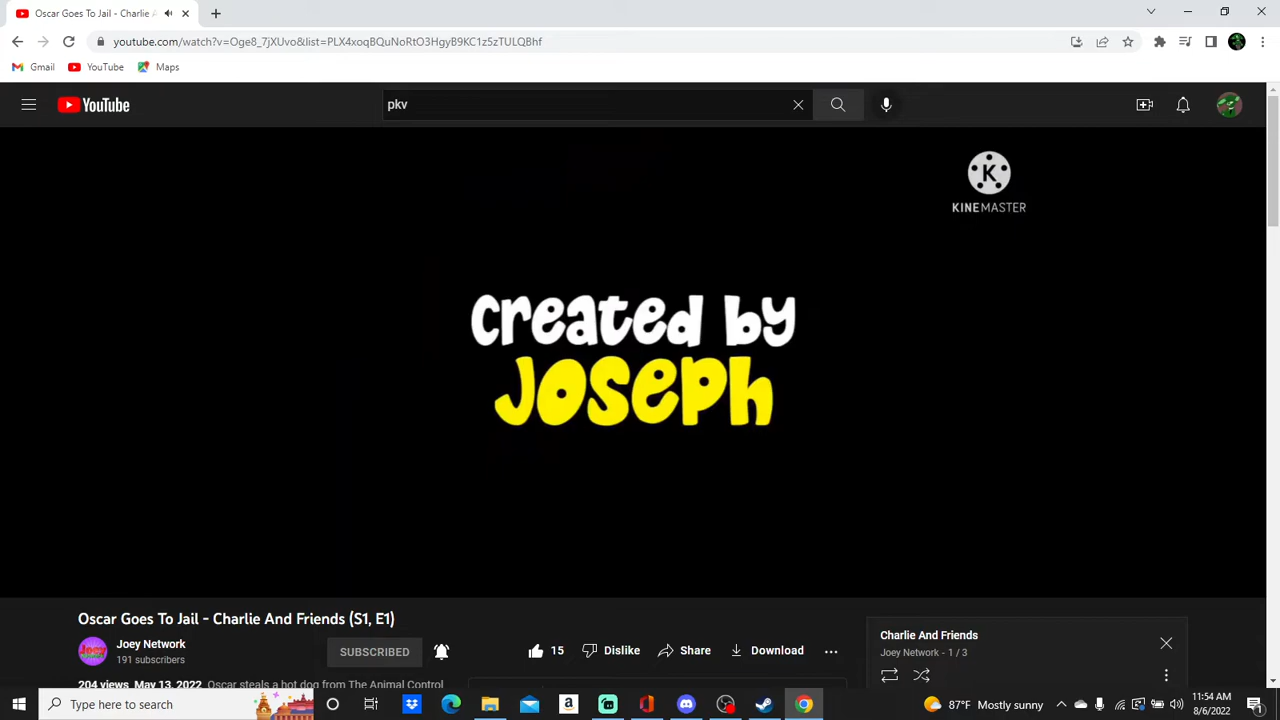 Oscar Goes To Jail - Charlie A
youtube.com/watch?v=Oge8_7jXUvo&list=PLX4xoqBQuNoRtO3HgyB9KC1z5zTULQBhf
Gmail YouTube Maps
YouTube
pkv
K
KINEMASTER
created by
Joseph
Oscar Goes To Jail - Charlie And Friends (S1, E1)
Joey
Joey Network
191 subscribers
SUBSCRIBED
15 Dislike Share Download
204 views May 13, 2022 Oscar steals a hot dog from The Animal Control
Charlie And Friends
Joey Network - 1 / 3
Type here to search
87°F Mostly sunny
11:54 AM
8/6/2022